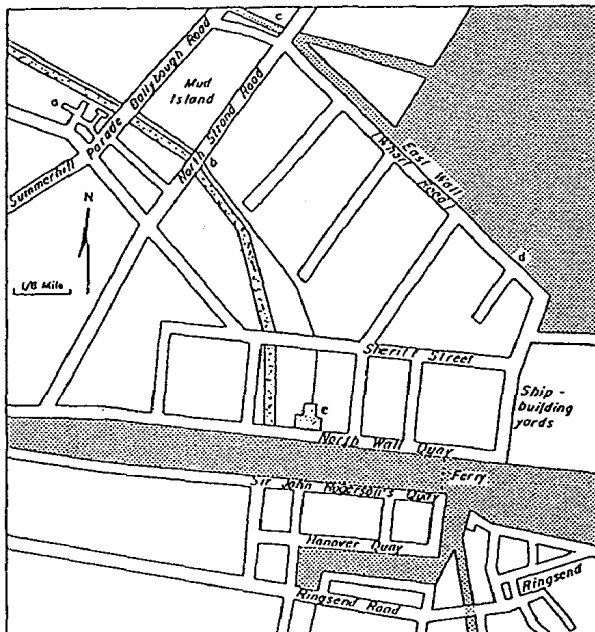 c
Ballybough Road
Mud
Island
a
Summerhill Parade
North Strand Road
b
East Wall
Wharf Road
N
1/8 Mile
d
Sheriff Street
Ship-
building
yards
e
North Wall Quay
Ferry
Sir John Rogerson's Quay
Hanover Quay
Ringsend
Ringsend Road